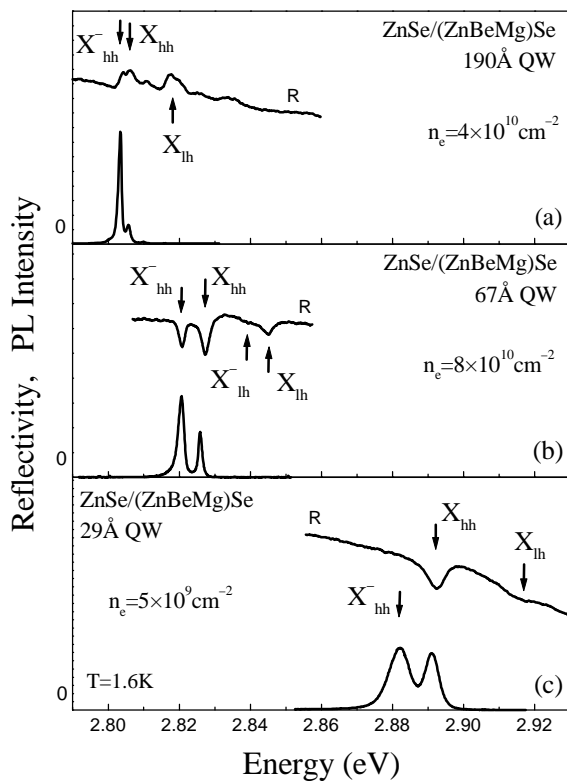 X⁻hh Xhh
ZnSe/(ZnBeMg)Se
190Å QW
R
Xlh
nₑ=4×10¹⁰cm⁻²
0
(a)
X⁻hh Xhh
ZnSe/(ZnBeMg)Se
67Å QW
R
X⁻lh Xlh
nₑ=8×10¹⁰cm⁻²
0
(b)
ZnSe/(ZnBeMg)Se
29Å QW
R
Xhh
Xlh
nₑ=5×10⁹cm⁻²
X⁻hh
T=1.6K
0
(c)
2.80 2.82 2.84 2.86 2.88 2.90 2.92
Energy (eV)
Reflectivity, PL Intensity